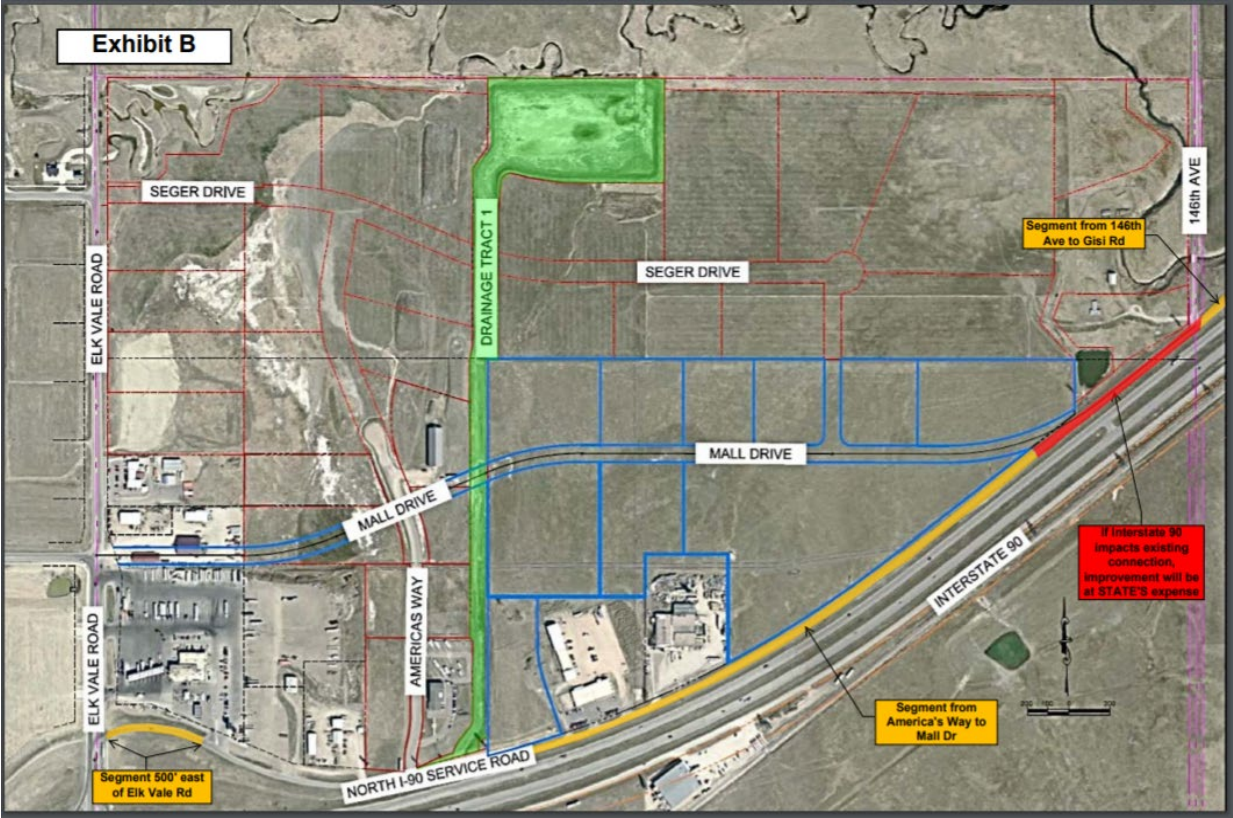 Exhibit B
SEGER DRIVE
146th AVE
Segment from 146th
Ave to Gisi Rd
ELK VALE ROAD
DRAINAGE TRACT 1
SEGER DRIVE
MALL DRIVE
MALL DRIVE
INTERSTATE 90
If Interstate 90
impacts existing
connection,
improvement will be
at STATE'S expense
AMERICAS WAY
ELK VALE ROAD
Segment from
America's Way to
Mall Dr
NORTH I-90 SERVICE ROAD
Segment 500' east
of Elk Vale Rd